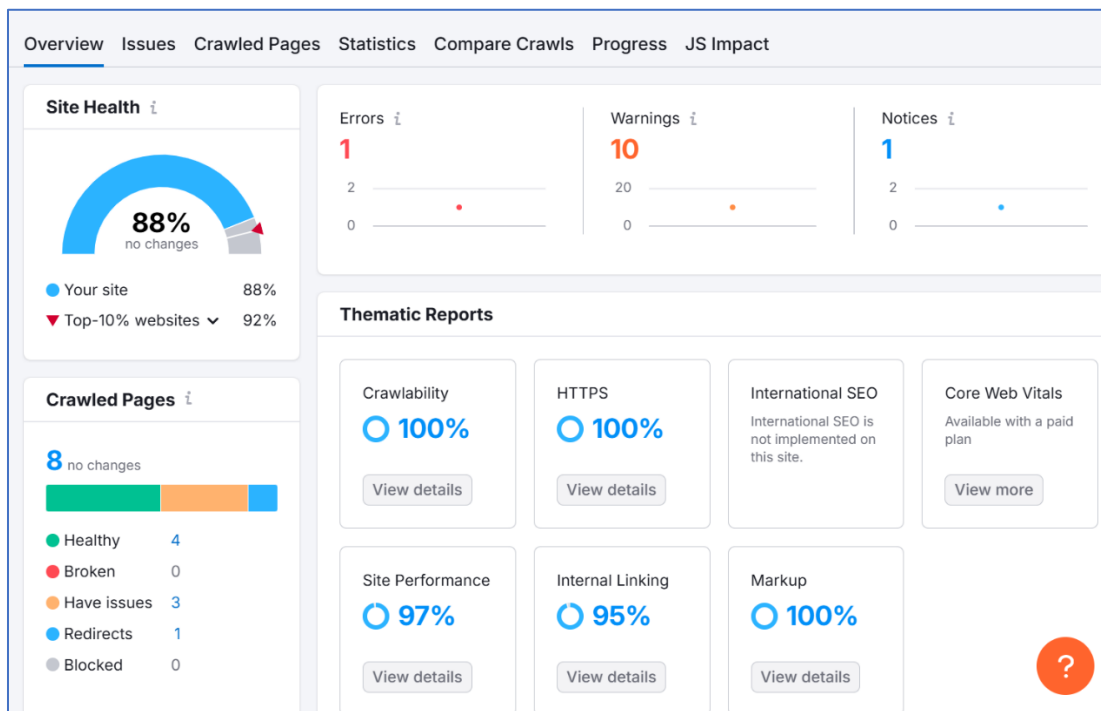 Overview Issues Crawled Pages Statistics Compare Crawls Progress JS Impact
Site Health i
88%
no changes
Your site 88%
Top-10% websites 92%
Crawled Pages i
8 no changes
Healthy 4
Broken 0
Have issues 3
Redirects 1
Blocked 0
Errors i
1
2
0
Warnings i
10
20
0
Notices i
1
2
0
Thematic Reports
Crawlability
100%
View details
HTTPS
100%
View details
International SEO
International SEO is
not implemented on
this site.
Core Web Vitals
Available with a paid
plan
View more
Site Performance
97%
View details
Internal Linking
95%
View details
Markup
100%
View details
?